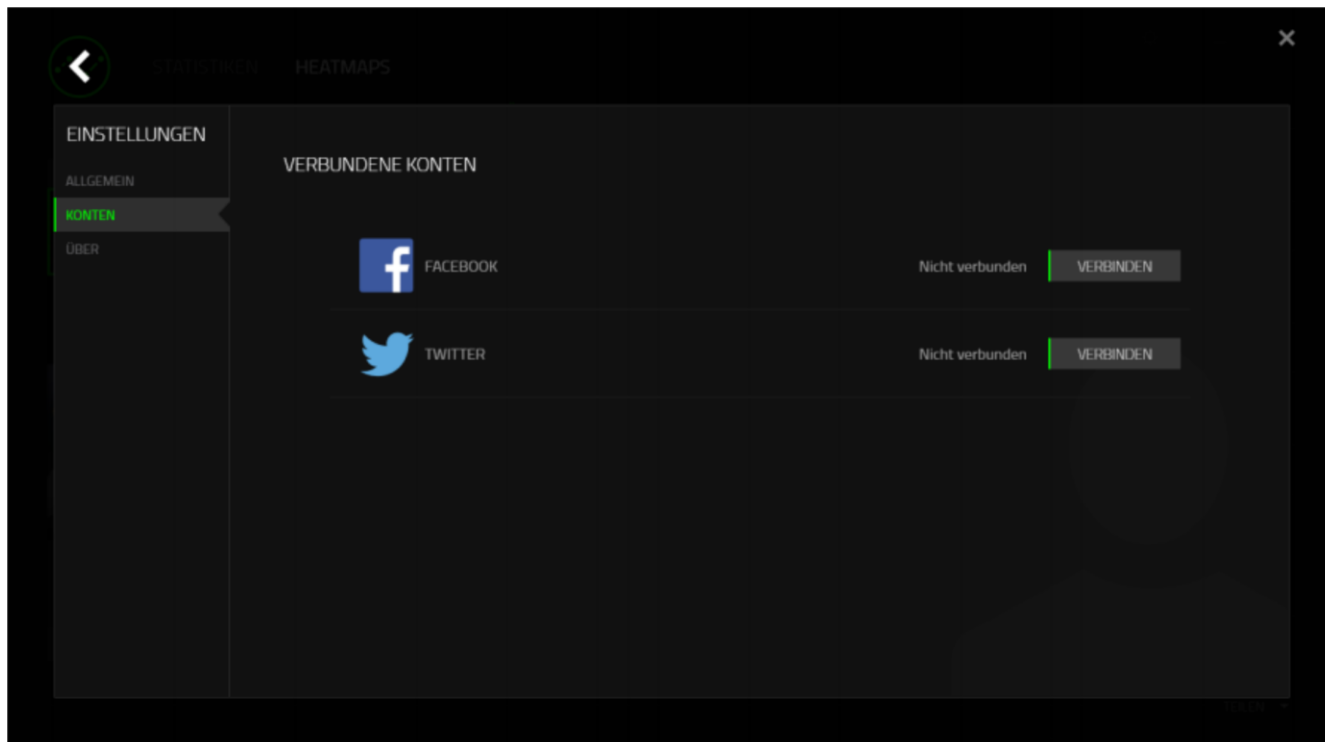 STATISTIKEN HEATMAPS
EINSTELLUNGEN
ALLGEMEIN
KONTEN
ÜBER
VERBUNDENE KONTEN
FACEBOOK Nicht verbunden VERBINDEN
TWITTER Nicht verbunden VERBINDEN